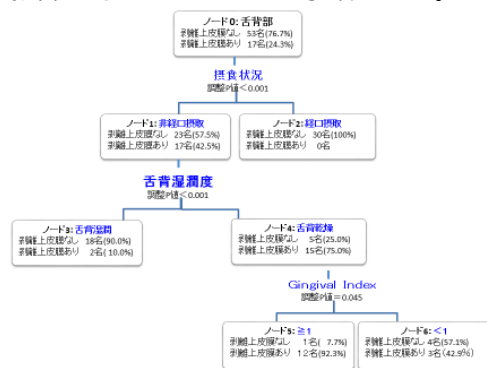 ノード0:舌背部
剥離上皮膜なし 53名(76.7%)
剥離上皮膜あり 17名(24.3%)
摂食状況
調整P値<0.001
ノード1:非経口摂取
剥離上皮膜なし 23名(57.5%)
剥離上皮膜あり 17名(42.5%)
ノード2:経口摂取
剥離上皮膜なし 30名(100%)
剥離上皮膜あり 0名
舌背湿潤度
調整P値<0.001
ノード3:舌背湿潤
剥離上皮膜なし 18名(90.0%)
剥離上皮膜あり 2名(10.0%)
ノード4:舌背乾燥
剥離上皮膜なし 5名(25.0%)
剥離上皮膜あり 15名(75.0%)
Gingival Index
調整P値=0.045
ノード5:≧1
剥離上皮膜なし 1名( 7.7%)
剥離上皮膜あり 12名(92.3%)
ノード6:<1
剥離上皮膜なし 4名(57.1%)
剥離上皮膜あり 3名(42.9%)